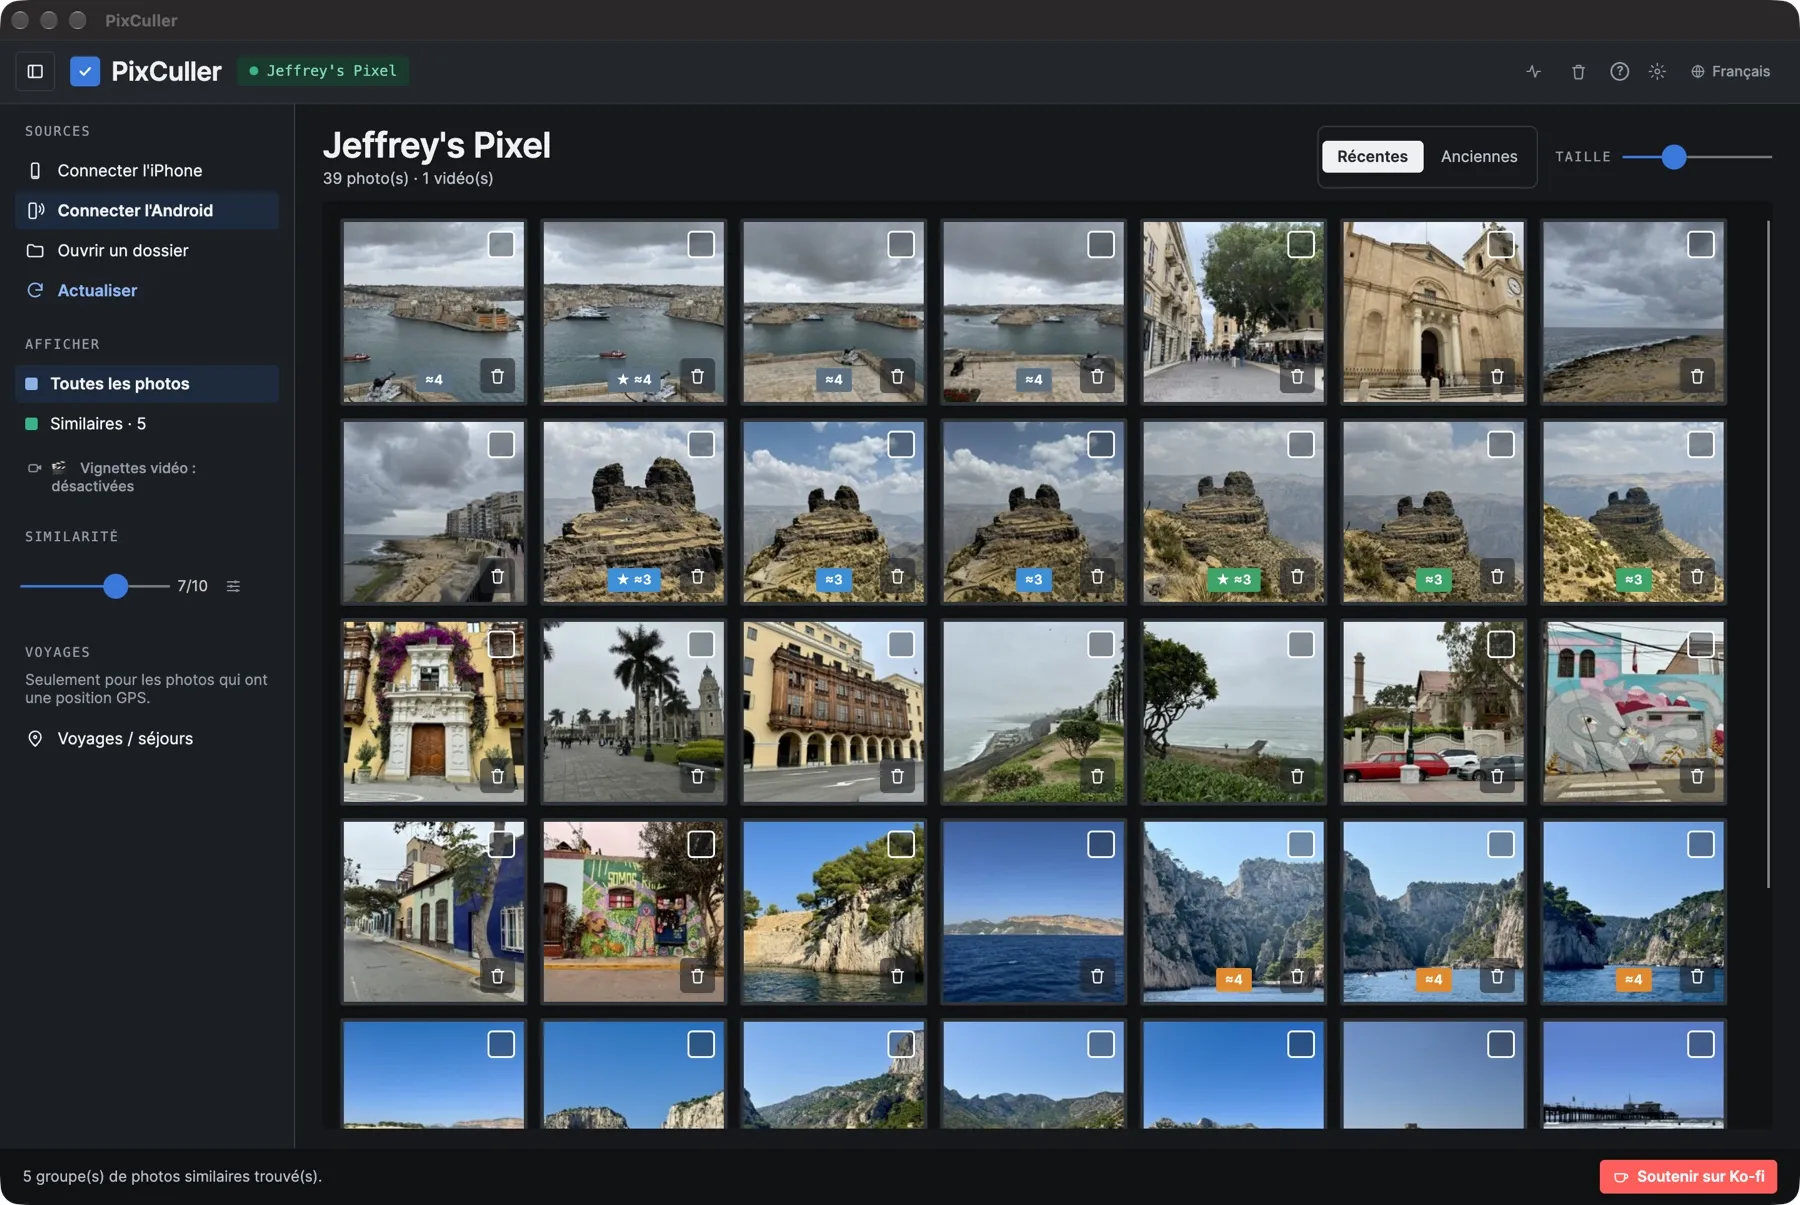 PixCuller
PixCuller
Jeffrey's Pixel
Français
SOURCES
Connecter l'iPhone
Connecter l'Android
Ouvrir un dossier
Actualiser
AFFICHER
Toutes les photos
Similaires · 5
Vignettes vidéo :
désactivées
SIMILARITÉ
7/10
VOYAGES
Seulement pour les photos qui ont
une position GPS.
Voyages / séjours
Jeffrey's Pixel
39 photo(s) · 1 vidéo(s)
Récentes
Anciennes
TAILLE
≈4
★ ≈4
≈4
≈4
★ ≈3
≈3
≈3
★ ≈3
≈3
≈3
SOMOS
≈4
≈4
≈4
5 groupe(s) de photos similaires trouvé(s).
Soutenir sur Ko-fi